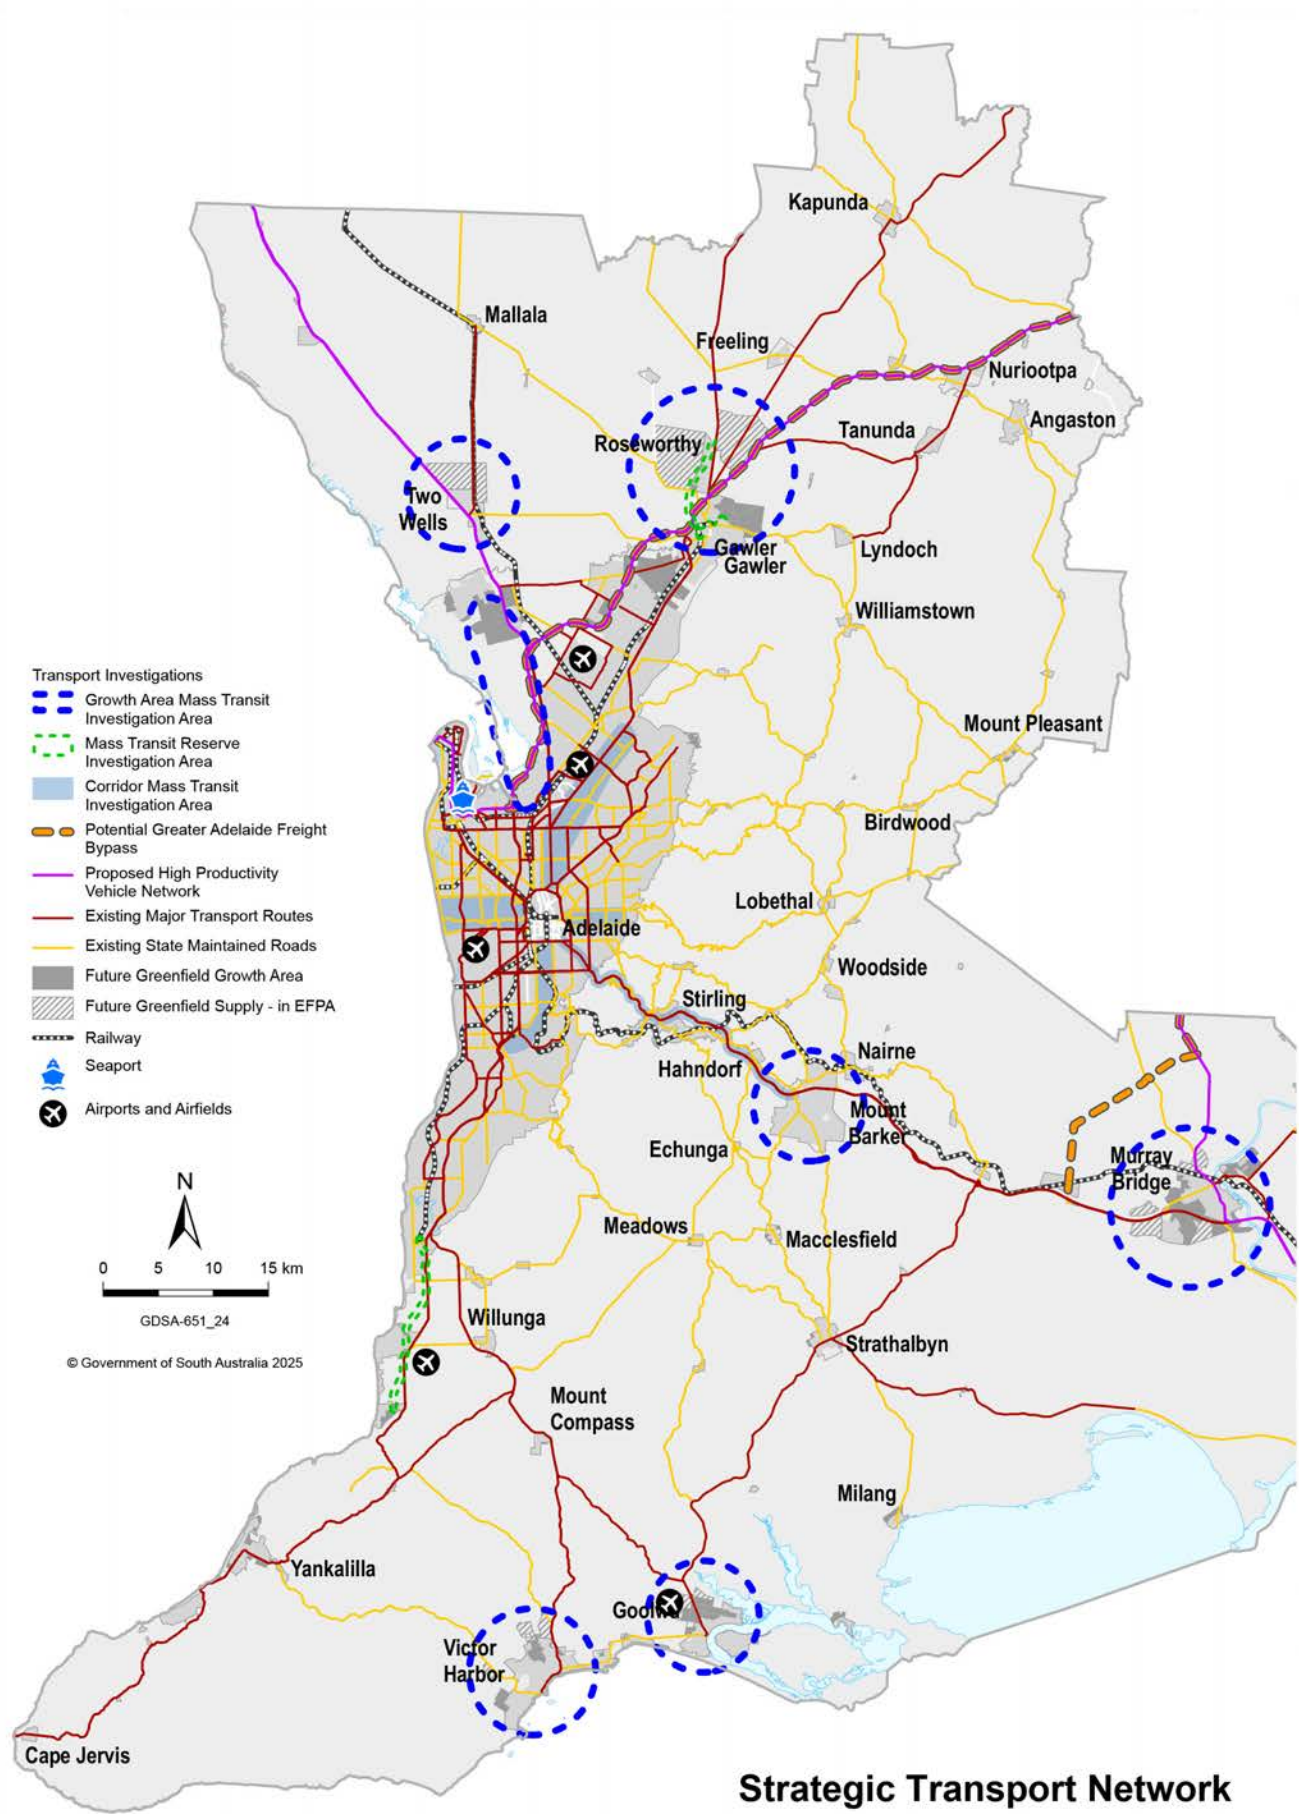 Kapunda
Mallala
Freeling
Nuriootpa
Angaston
Tanunda
Roseworthy
Two
Wells
Gawler
Gawler
Lyndoch
Williamstown
Transport Investigations
Growth Area Mass Transit
Investigation Area
Mass Transit Reserve
Investigation Area
Corridor Mass Transit
Investigation Area
Potential Greater Adelaide Freight
Bypass
Proposed High Productivity
Vehicle Network
Existing Major Transport Routes
Existing State Maintained Roads
Future Greenfield Growth Area
Future Greenfield Supply - in EFPA
Railway
Seaport
Airports and Airfields
Mount Pleasant
Birdwood
Lobethal
Adelaide
Woodside
Stirling
Hahndorf
Nairne
Mount
Barker
Echunga
Murray
Bridge
Meadows
Macclesfield
N
0 5 10 15 km
GDSA-651_24
© Government of South Australia 2025
Willunga
Strathalbyn
Mount
Compass
Milang
Yankalilla
Goolwa
Victor
Harbor
Cape Jervis
Strategic Transport Network